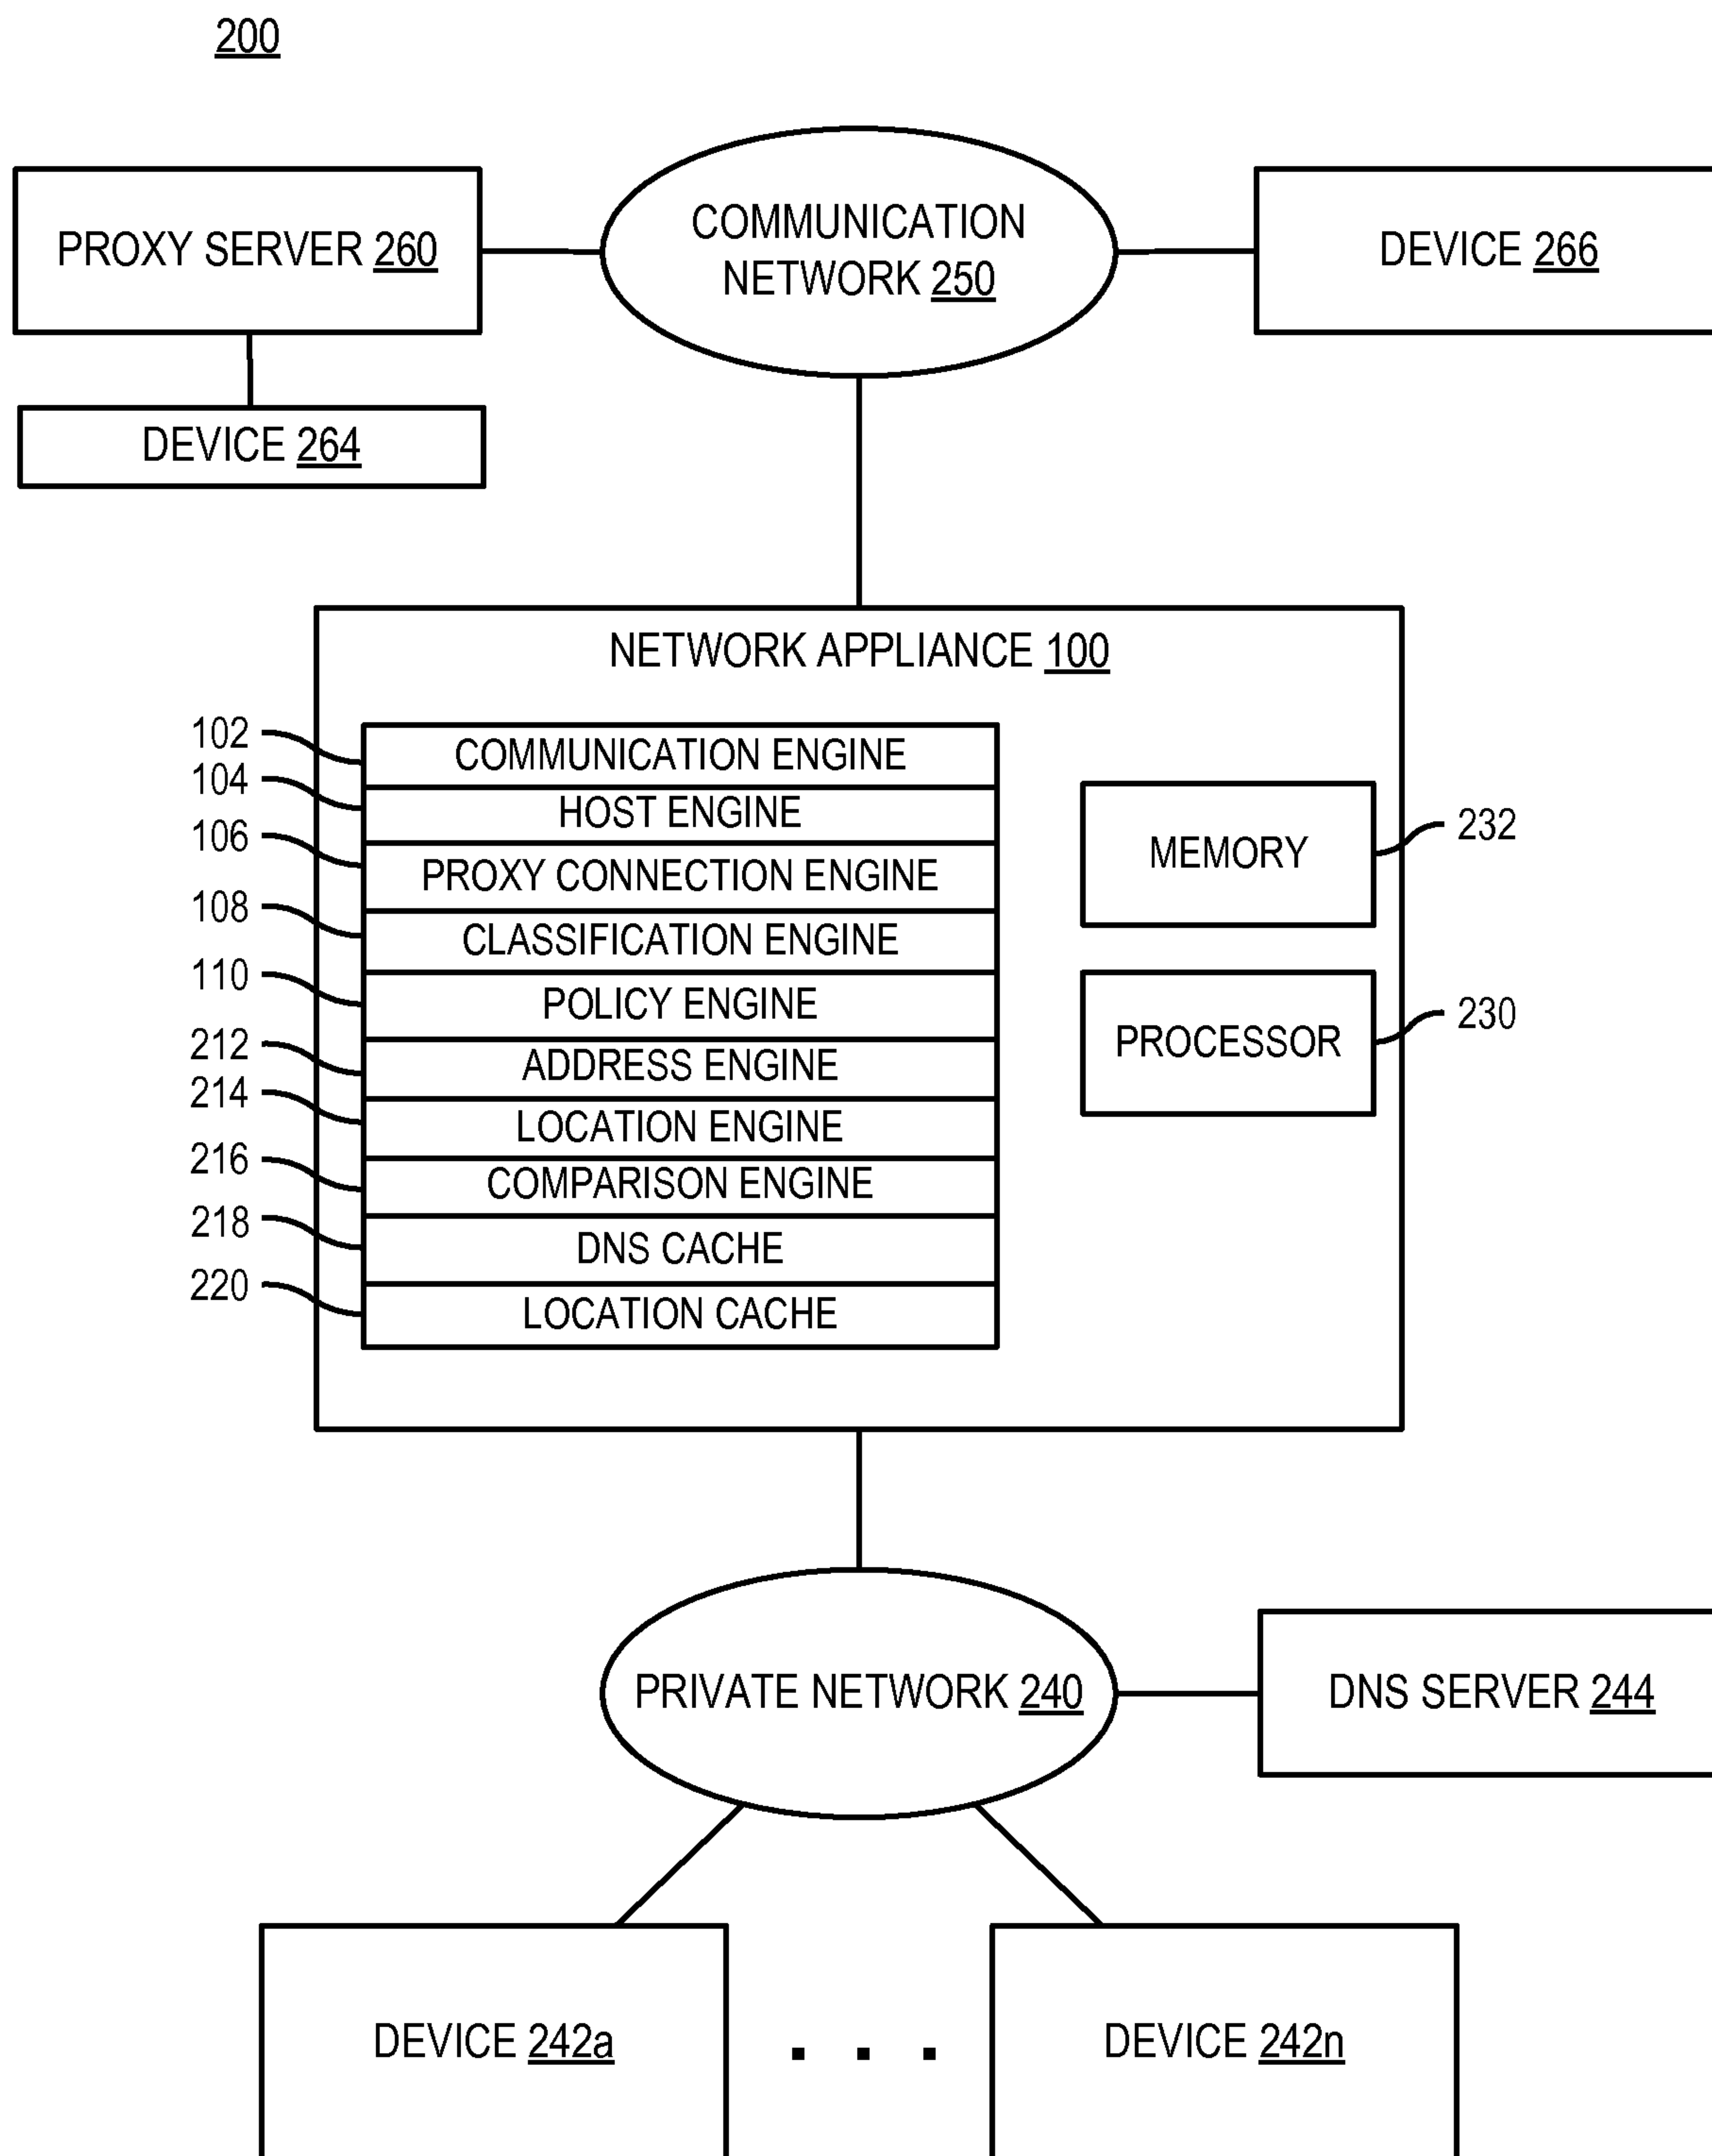 200
PROXY SERVER 260
COMMUNICATION
NETWORK 250
DEVICE 266
DEVICE 264
NETWORK APPLIANCE 100
102
COMMUNICATION ENGINE
104
HOST ENGINE
106
PROXY CONNECTION ENGINE
108
CLASSIFICATION ENGINE
110
POLICY ENGINE
212
ADDRESS ENGINE
214
LOCATION ENGINE
216
COMPARISON ENGINE
218
DNS CACHE
220
LOCATION CACHE
MEMORY
232
PROCESSOR
230
PRIVATE NETWORK 240
DNS SERVER 244
DEVICE 242a
. . .
DEVICE 242n